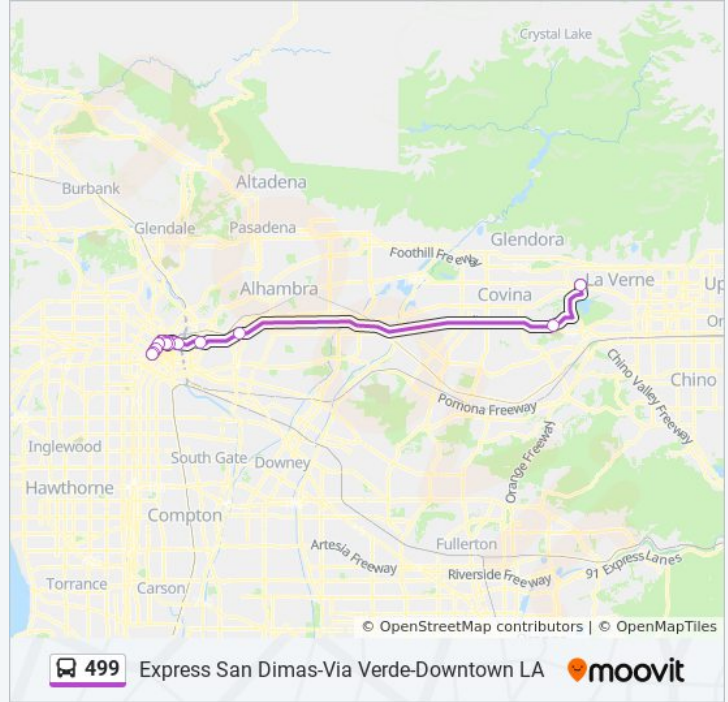 Crystal Lake
Burbank
Altadena
Glendale
Pasadena
Glendora
Foothill Freeway
La Verne
Alhambra
Covina
Up
On
Chino Valley Freeway
Chino
Pomona Freeway
Inglewood
South Gate
Downey
Orange Freeway
Hawthorne
Compton
Artesia Freeway
Fullerton
91 Express Lanes
Riverside Freeway
Torrance
Carson
© OpenStreetMap contributors | © OpenMapTiles
499 Express San Dimas-Via Verde-Downtown LA moovit